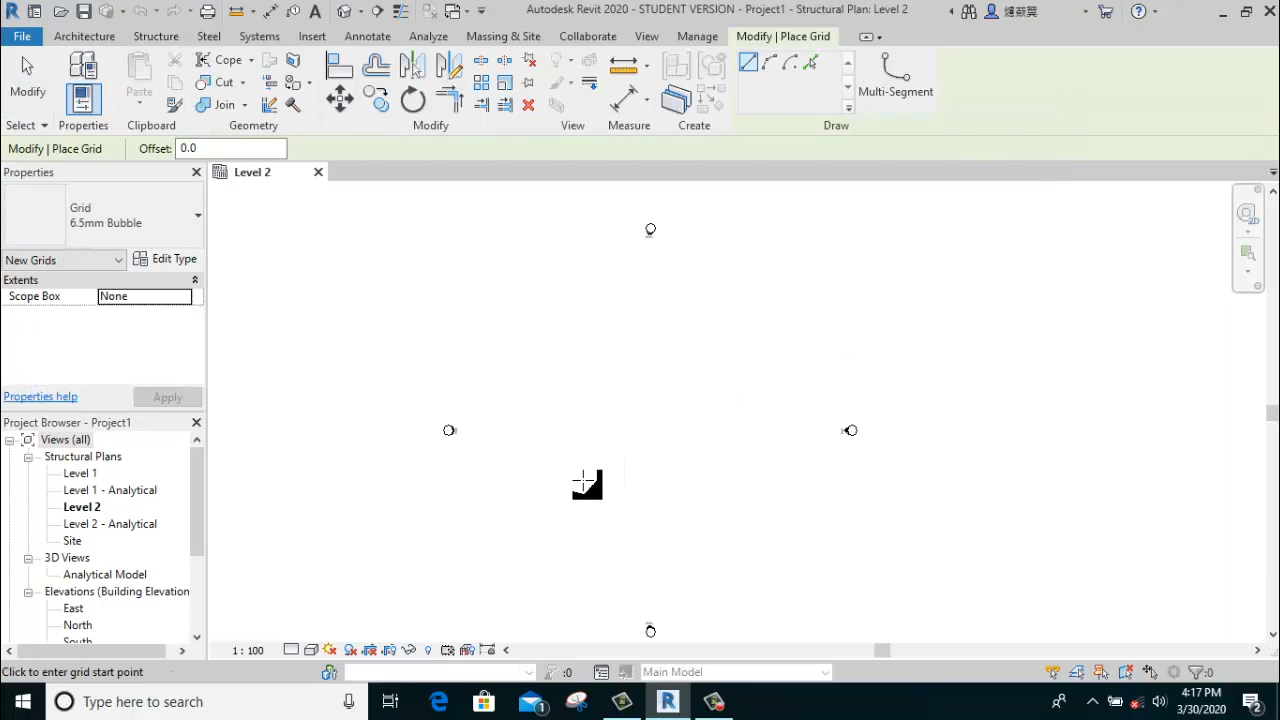 Autodesk Revit 2020 - STUDENT VERSION - Project1 - Structural Plan: Level 2
File Architecture Structure Steel Systems Insert Annotate Analyze Massing & Site Collaborate View Manage Modify | Place Grid
Modify Paste Cope Cut Join Multi-Segment
Select Properties Clipboard Geometry Modify View Measure Create Draw
Modify | Place Grid Offset: 0.0
Properties
Level 2
Grid
6.5mm Bubble
New Grids Edit Type
Extents
Scope Box None
Properties help Apply
Project Browser - Project1
Views (all)
Structural Plans
Level 1
Level 1 - Analytical
Level 2
Level 2 - Analytical
Site
3D Views
Analytical Model
Elevations (Building Elevation
East
North
South
1 : 100
Click to enter grid start point :0 Main Model :0
Type here to search
1
4:17 PM
3/30/2020
2